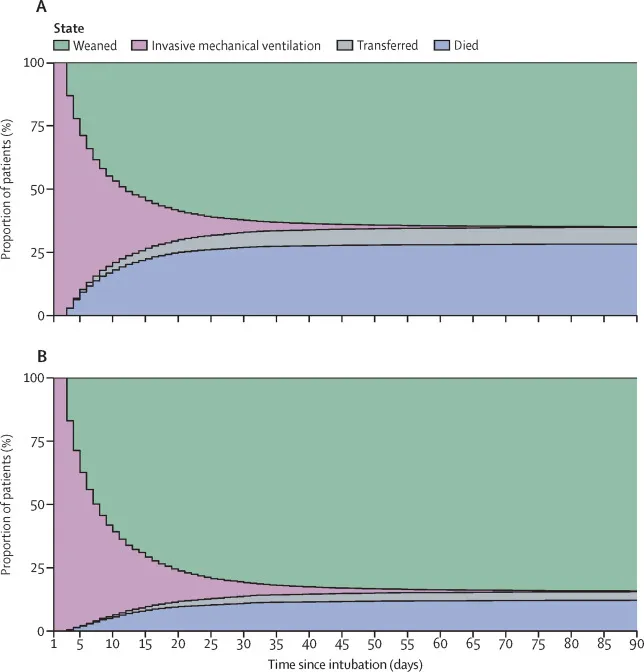 A
State
Weaned Invasive mechanical ventilation Transferred Died
Proportion of patients (%)
100
75
50
25
0
B
Proportion of patients (%)
100
75
50
25
0
1 5 10 15 20 25 30 35 40 45 50 55 60 65 70 75 80 85 90
Time since intubation (days)